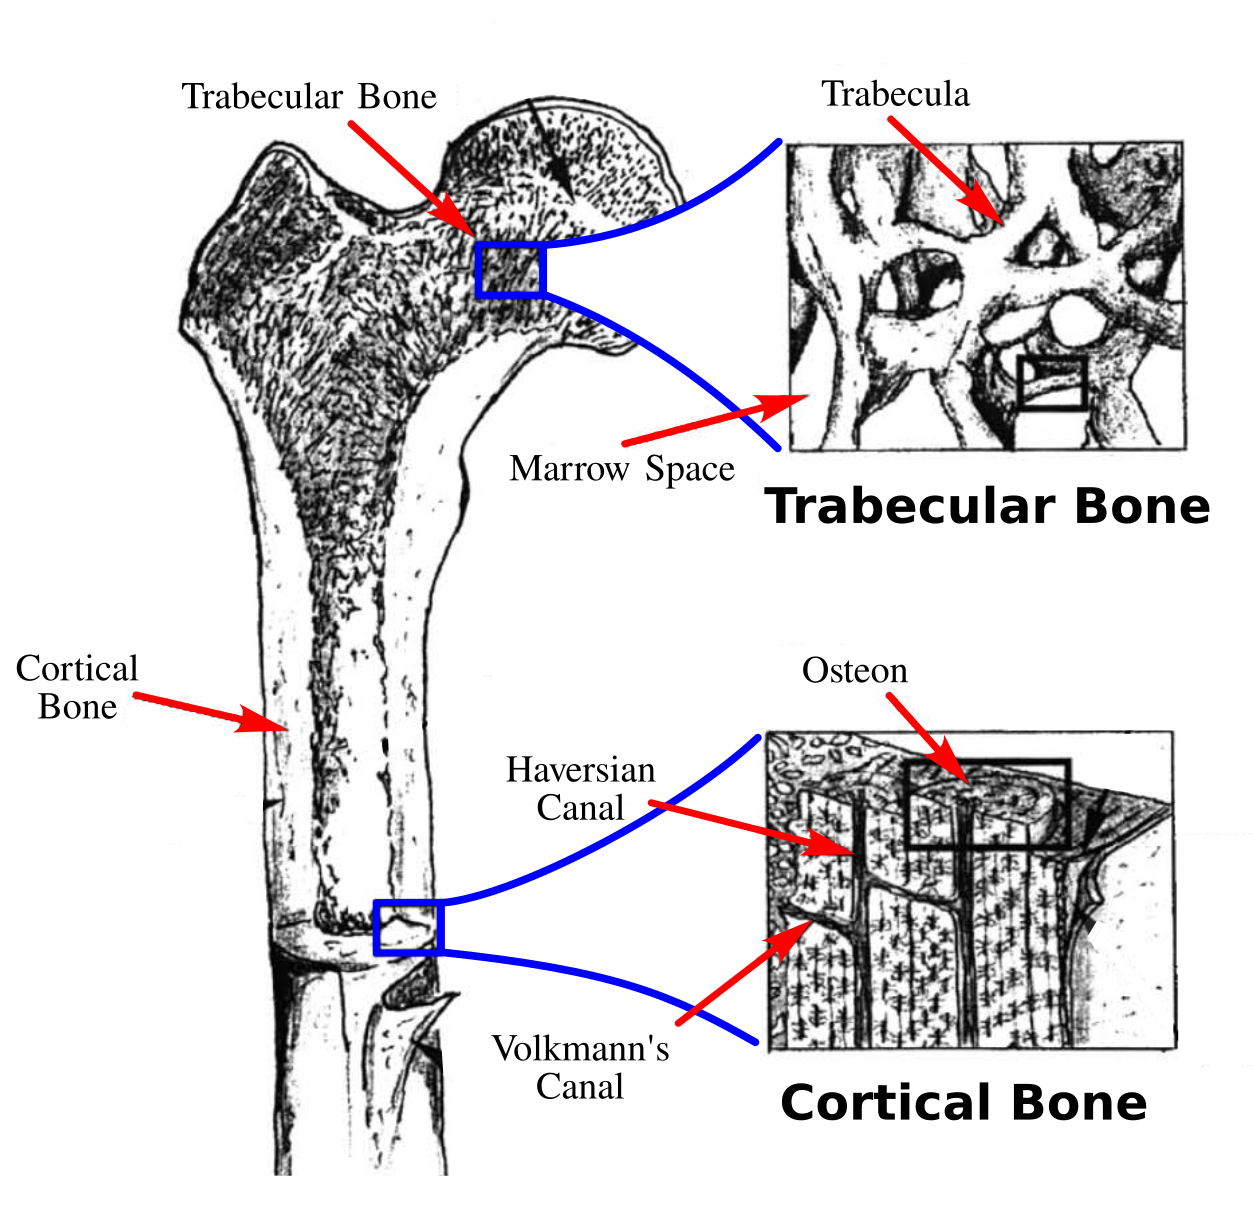 Trabecular Bone
Trabecula
Marrow Space
Trabecular Bone
Cortical
Bone
Osteon
Haversian
Canal
Volkmann's
Canal
Cortical Bone